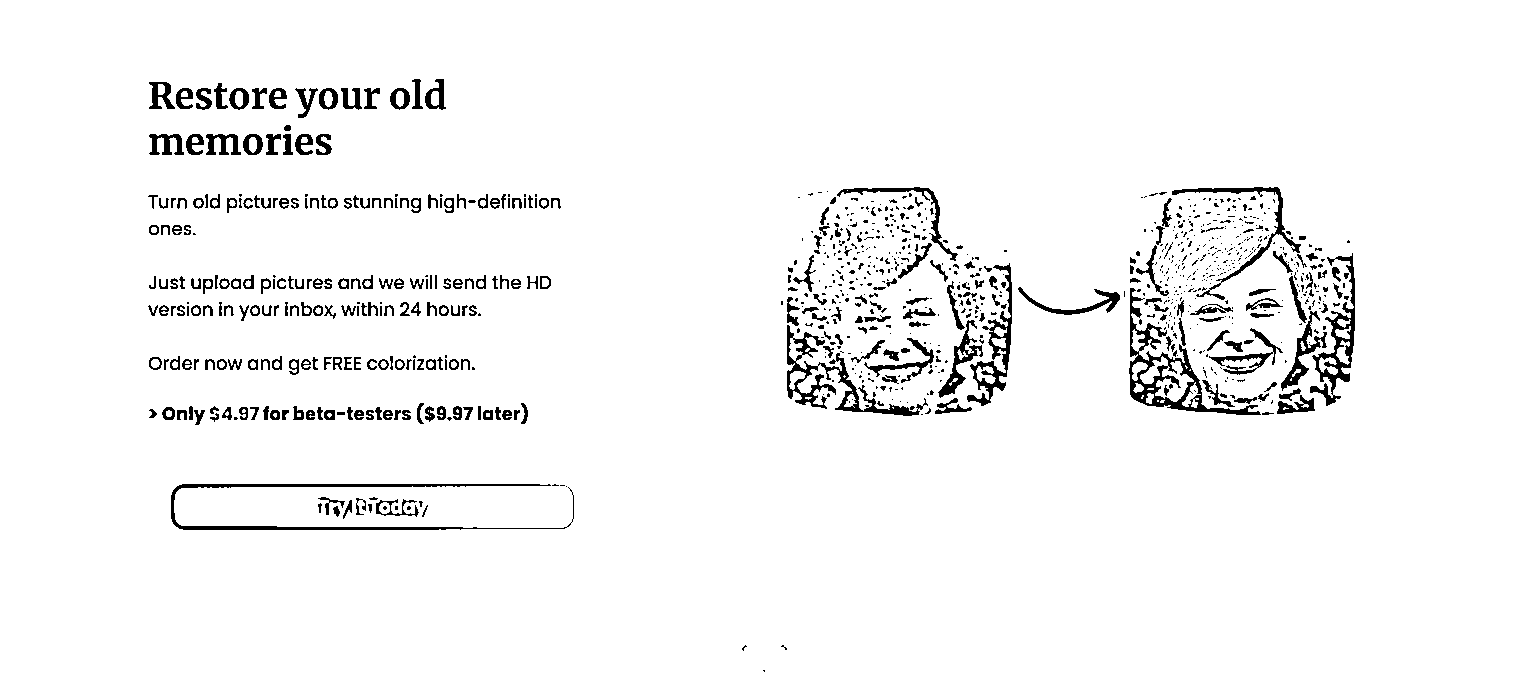 Restore your old
memories
Turn old pictures into stunning high-definition
ones.
Just upload pictures and we will send the HD
version in your inbox, within 24 hours.
Order now and get FREE colorization.
> Only $4.97 for beta-testers ($9.97 later)
Try It Today